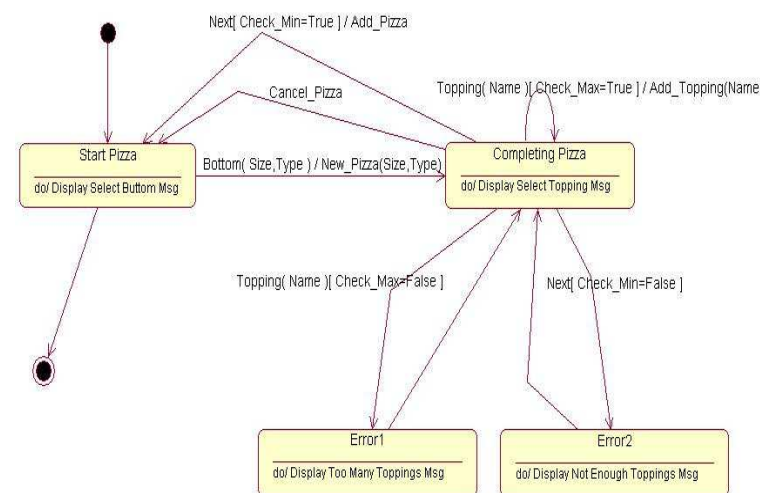 Next[ Check_Min=True ] / Add_Pizza
Cancel_Pizza
Topping( Name )[ Check_Max=True ] / Add_Topping(Name
Start Pizza
do/ Display Select Buttom Msg
Bottom( Size,Type ) / New_Pizza(Size,Type)
Completing Pizza
do/ Display Select Topping Msg
Topping( Name )[ Check_Max=False ]
Next[ Check_Min=False ]
Error1
do/ Display Too Many Toppings Msg
Error2
do/ Display Not Enough Toppings Msg